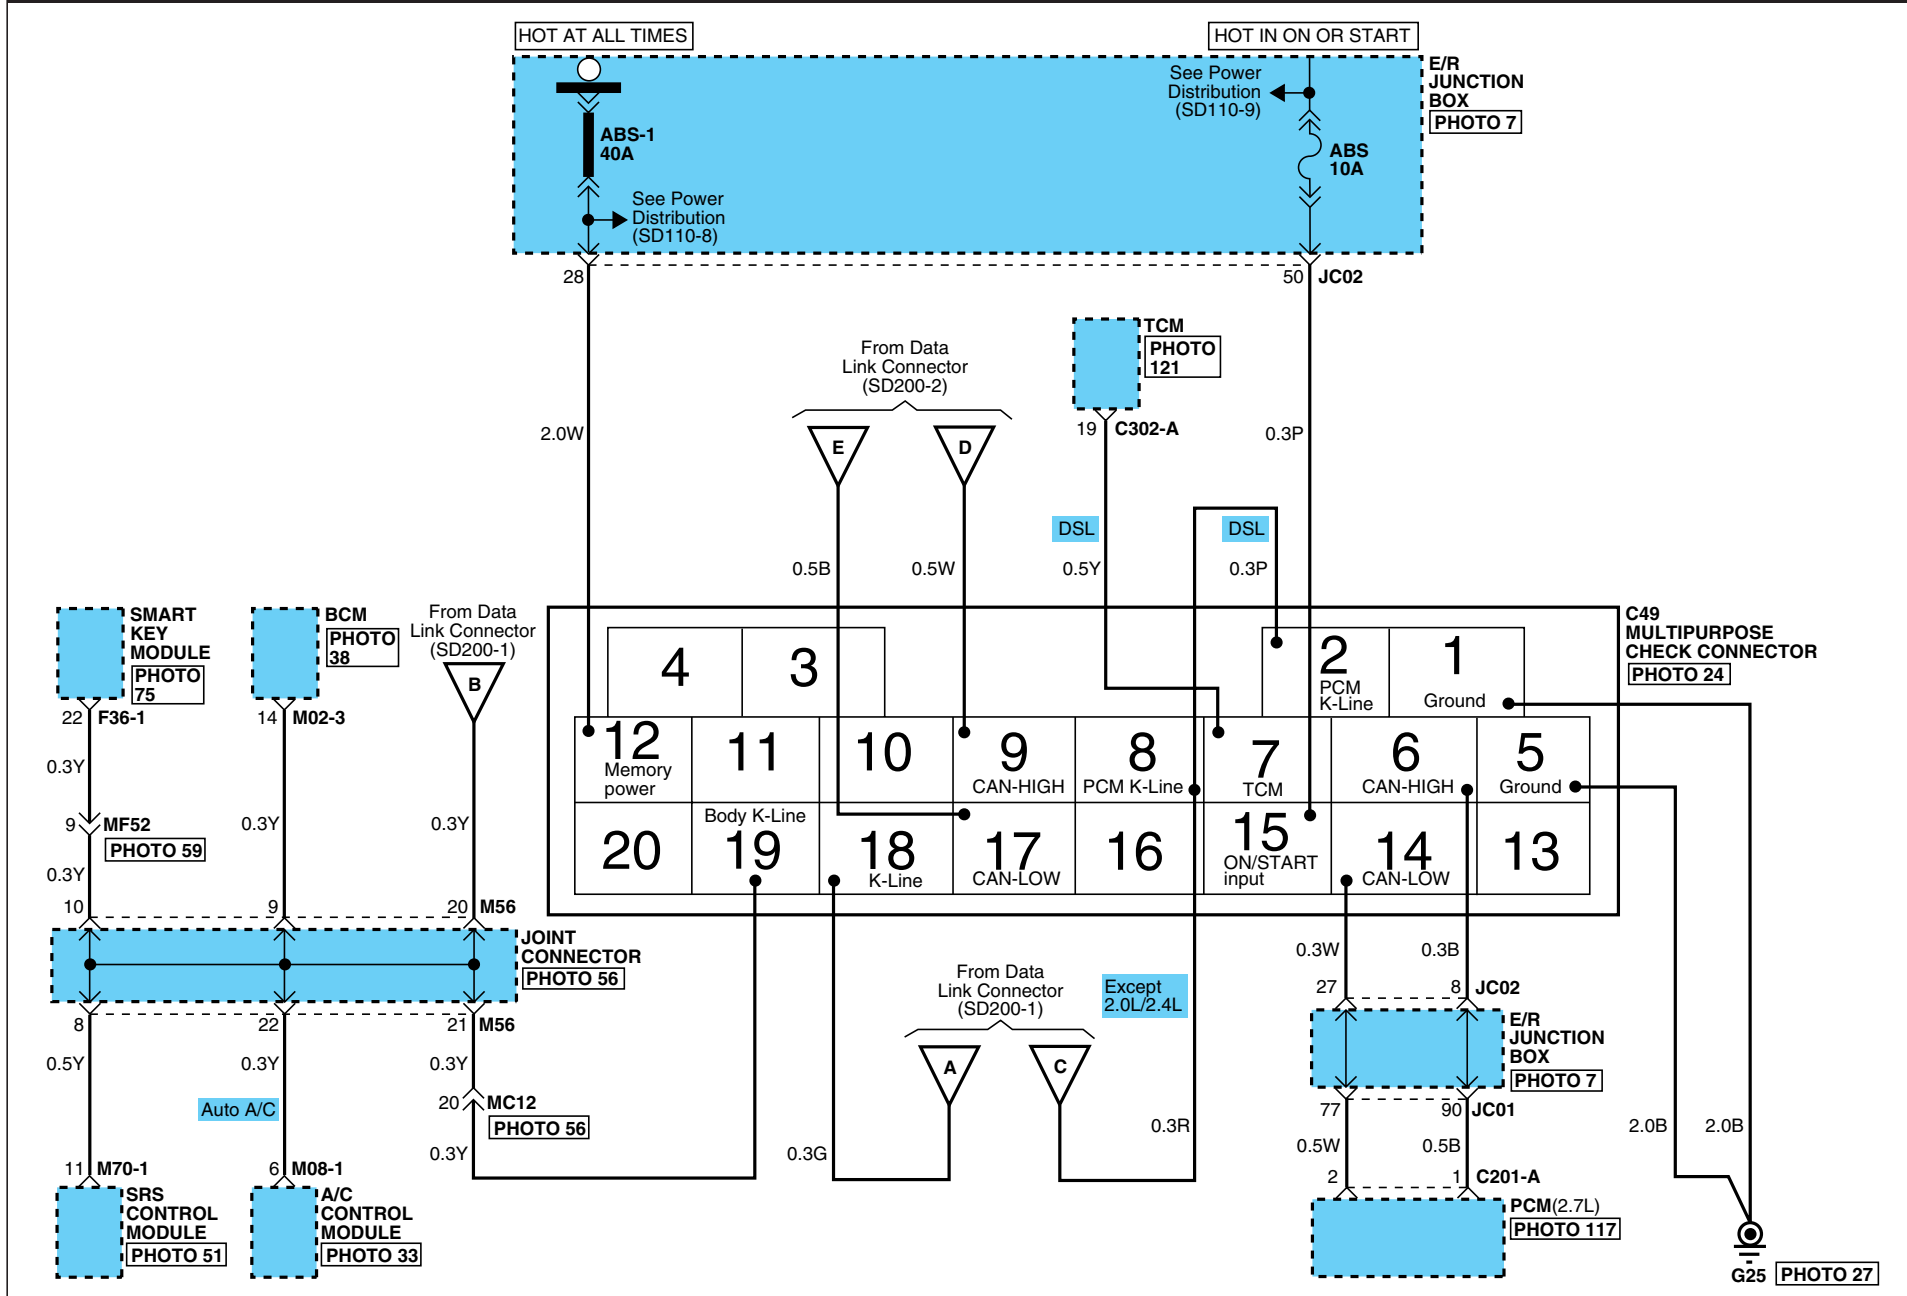 HOT AT ALL TIMES
HOT IN ON OR START
E/R
JUNCTION
BOX
PHOTO 7
See Power
Distribution
(SD110-9)
ABS-1
40A
ABS
10A
See Power
Distribution
(SD110-8)
28
50
JC02
TCM
PHOTO
121
From Data
Link Connector
(SD200-2)
E
D
19
C302-A
2.0W
0.3P
DSL
DSL
0.5B
0.5W
0.5Y
0.3P
SMART
KEY
MODULE
PHOTO
75
BCM
PHOTO
38
From Data
Link Connector
(SD200-1)
B
C49
MULTIPURPOSE
CHECK CONNECTOR
PHOTO 24
4
3
2
PCM
K-Line
1
Ground
22
F36-1
14
M02-3
12
Memory
power
11
10
9
CAN-HIGH
8
PCM K-Line
7
TCM
6
CAN-HIGH
5
Ground
20
Body K-Line
19
18
K-Line
17
CAN-LOW
16
15
ON/START
input
14
CAN-LOW
13
0.3Y
9
MF52
PHOTO 59
0.3Y
0.3Y
0.3Y
10
9
20
M56
JOINT
CONNECTOR
PHOTO 56
8
22
21
M56
0.5Y
0.3Y
0.3Y
Auto A/C
20
MC12
PHOTO 56
0.3Y
11
M70-1
6
M08-1
SRS
CONTROL
MODULE
PHOTO 51
A/C
CONTROL
MODULE
PHOTO 33
From Data
Link Connector
(SD200-1)
A
C
Except
2.0L/2.4L
0.3G
0.3R
0.3W
0.3B
27
8
JC02
E/R
JUNCTION
BOX
PHOTO 7
77
90
JC01
0.5W
0.5B
2
1
C201-A
PCM(2.7L)
PHOTO 117
2.0B
2.0B
G25
PHOTO 27